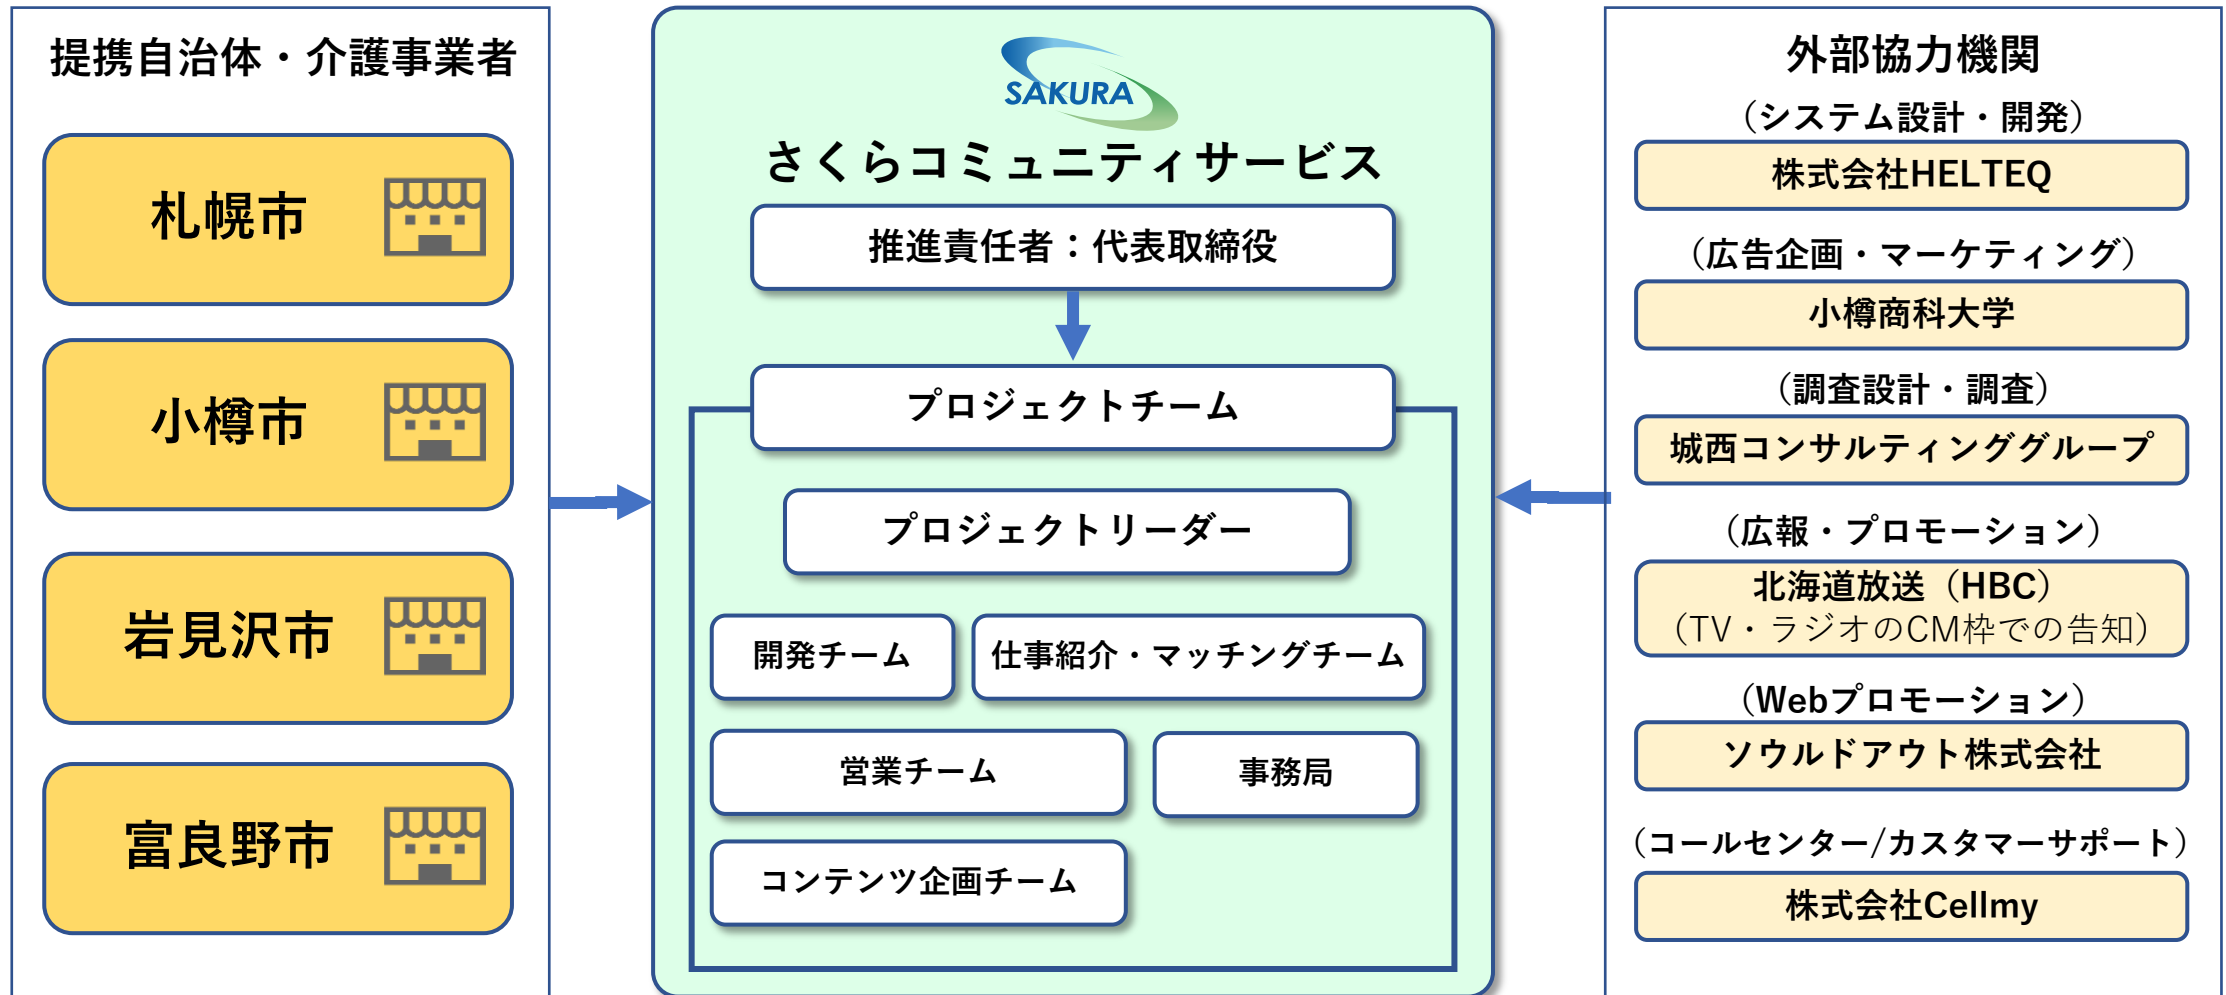 提携自治体・介護事業者
札幌市
小樽市
岩見沢市
富良野市
SAKURA
さくらコミュニティサービス
推進責任者：代表取締役
プロジェクトチーム
プロジェクトリーダー
開発チーム
仕事紹介・マッチングチーム
営業チーム
事務局
コンテンツ企画チーム
外部協力機関
（システム設計・開発）
株式会社HELTEQ
（広告企画・マーケティング）
小樽商科大学
（調査設計・調査）
城西コンサルティンググループ
（広報・プロモーション）
北海道放送（HBC）
（TV・ラジオのCM枠での告知）
（Webプロモーション）
ソウルドアウト株式会社
（コールセンター/カスタマーサポート）
株式会社Cellmy